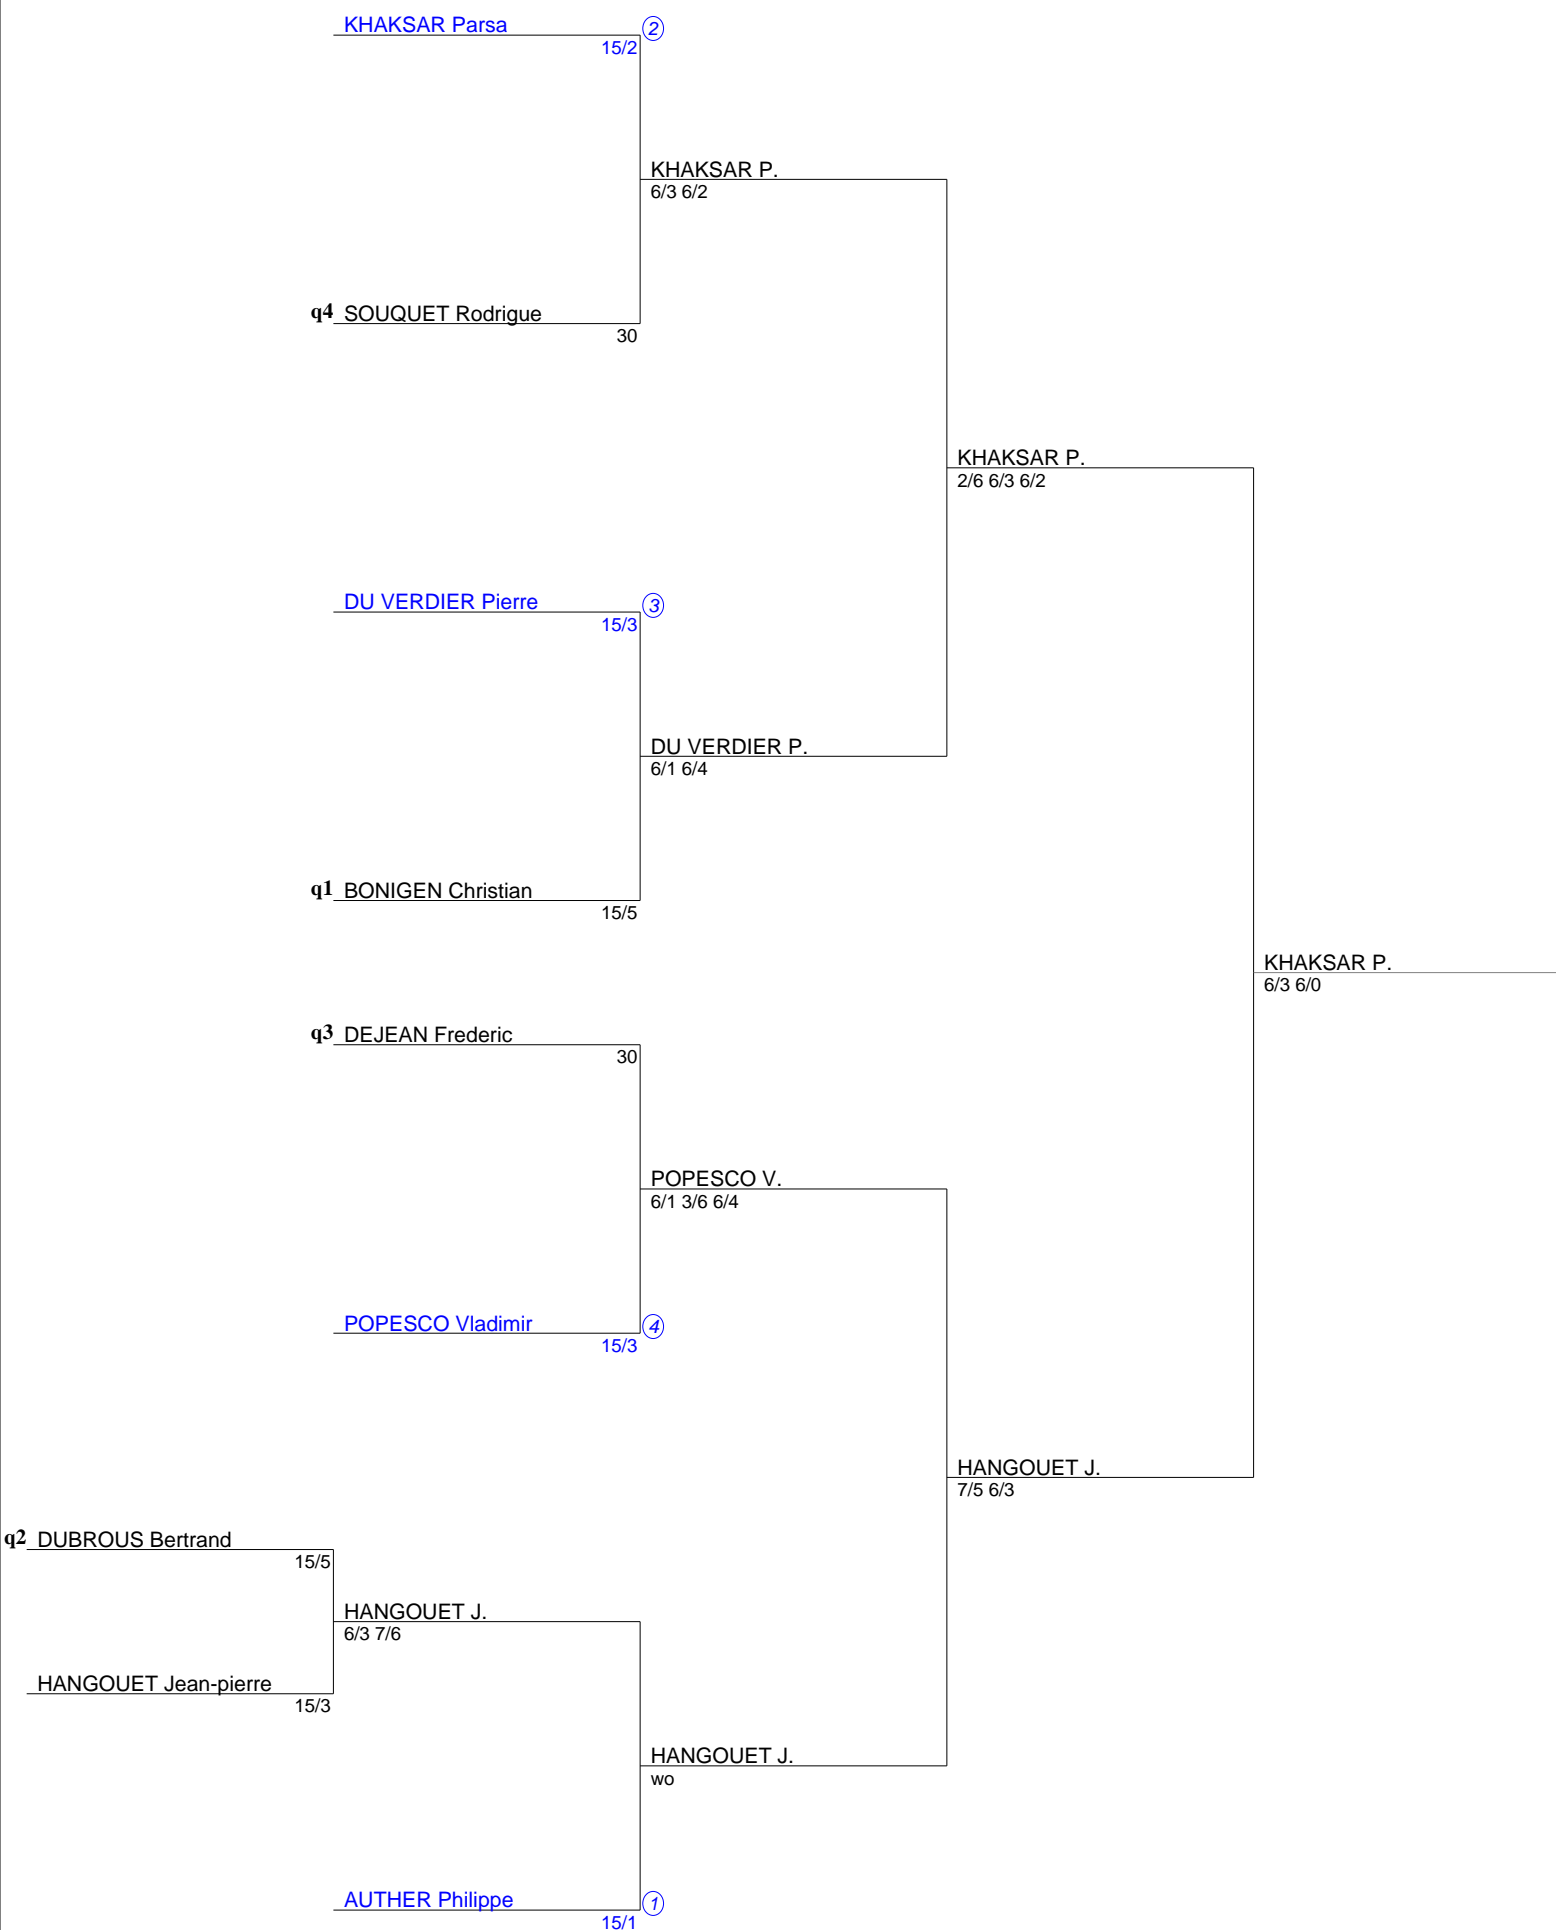 KHAKSAR Parsa
2
15/2
KHAKSAR P.
6/3 6/2
q4 SOUQUET Rodrigue
30
KHAKSAR P.
2/6 6/3 6/2
DU VERDIER Pierre
3
15/3
DU VERDIER P.
6/1 6/4
q1 BONIGEN Christian
15/5
KHAKSAR P.
6/3 6/0
q3 DEJEAN Frederic
30
POPESCO V.
6/1 3/6 6/4
POPESCO Vladimir
4
15/3
HANGOUET J.
7/5 6/3
q2 DUBROUS Bertrand
15/5
HANGOUET J.
6/3 7/6
HANGOUET Jean-pierre
15/3
HANGOUET J.
wo
AUTHER Philippe
1
15/1